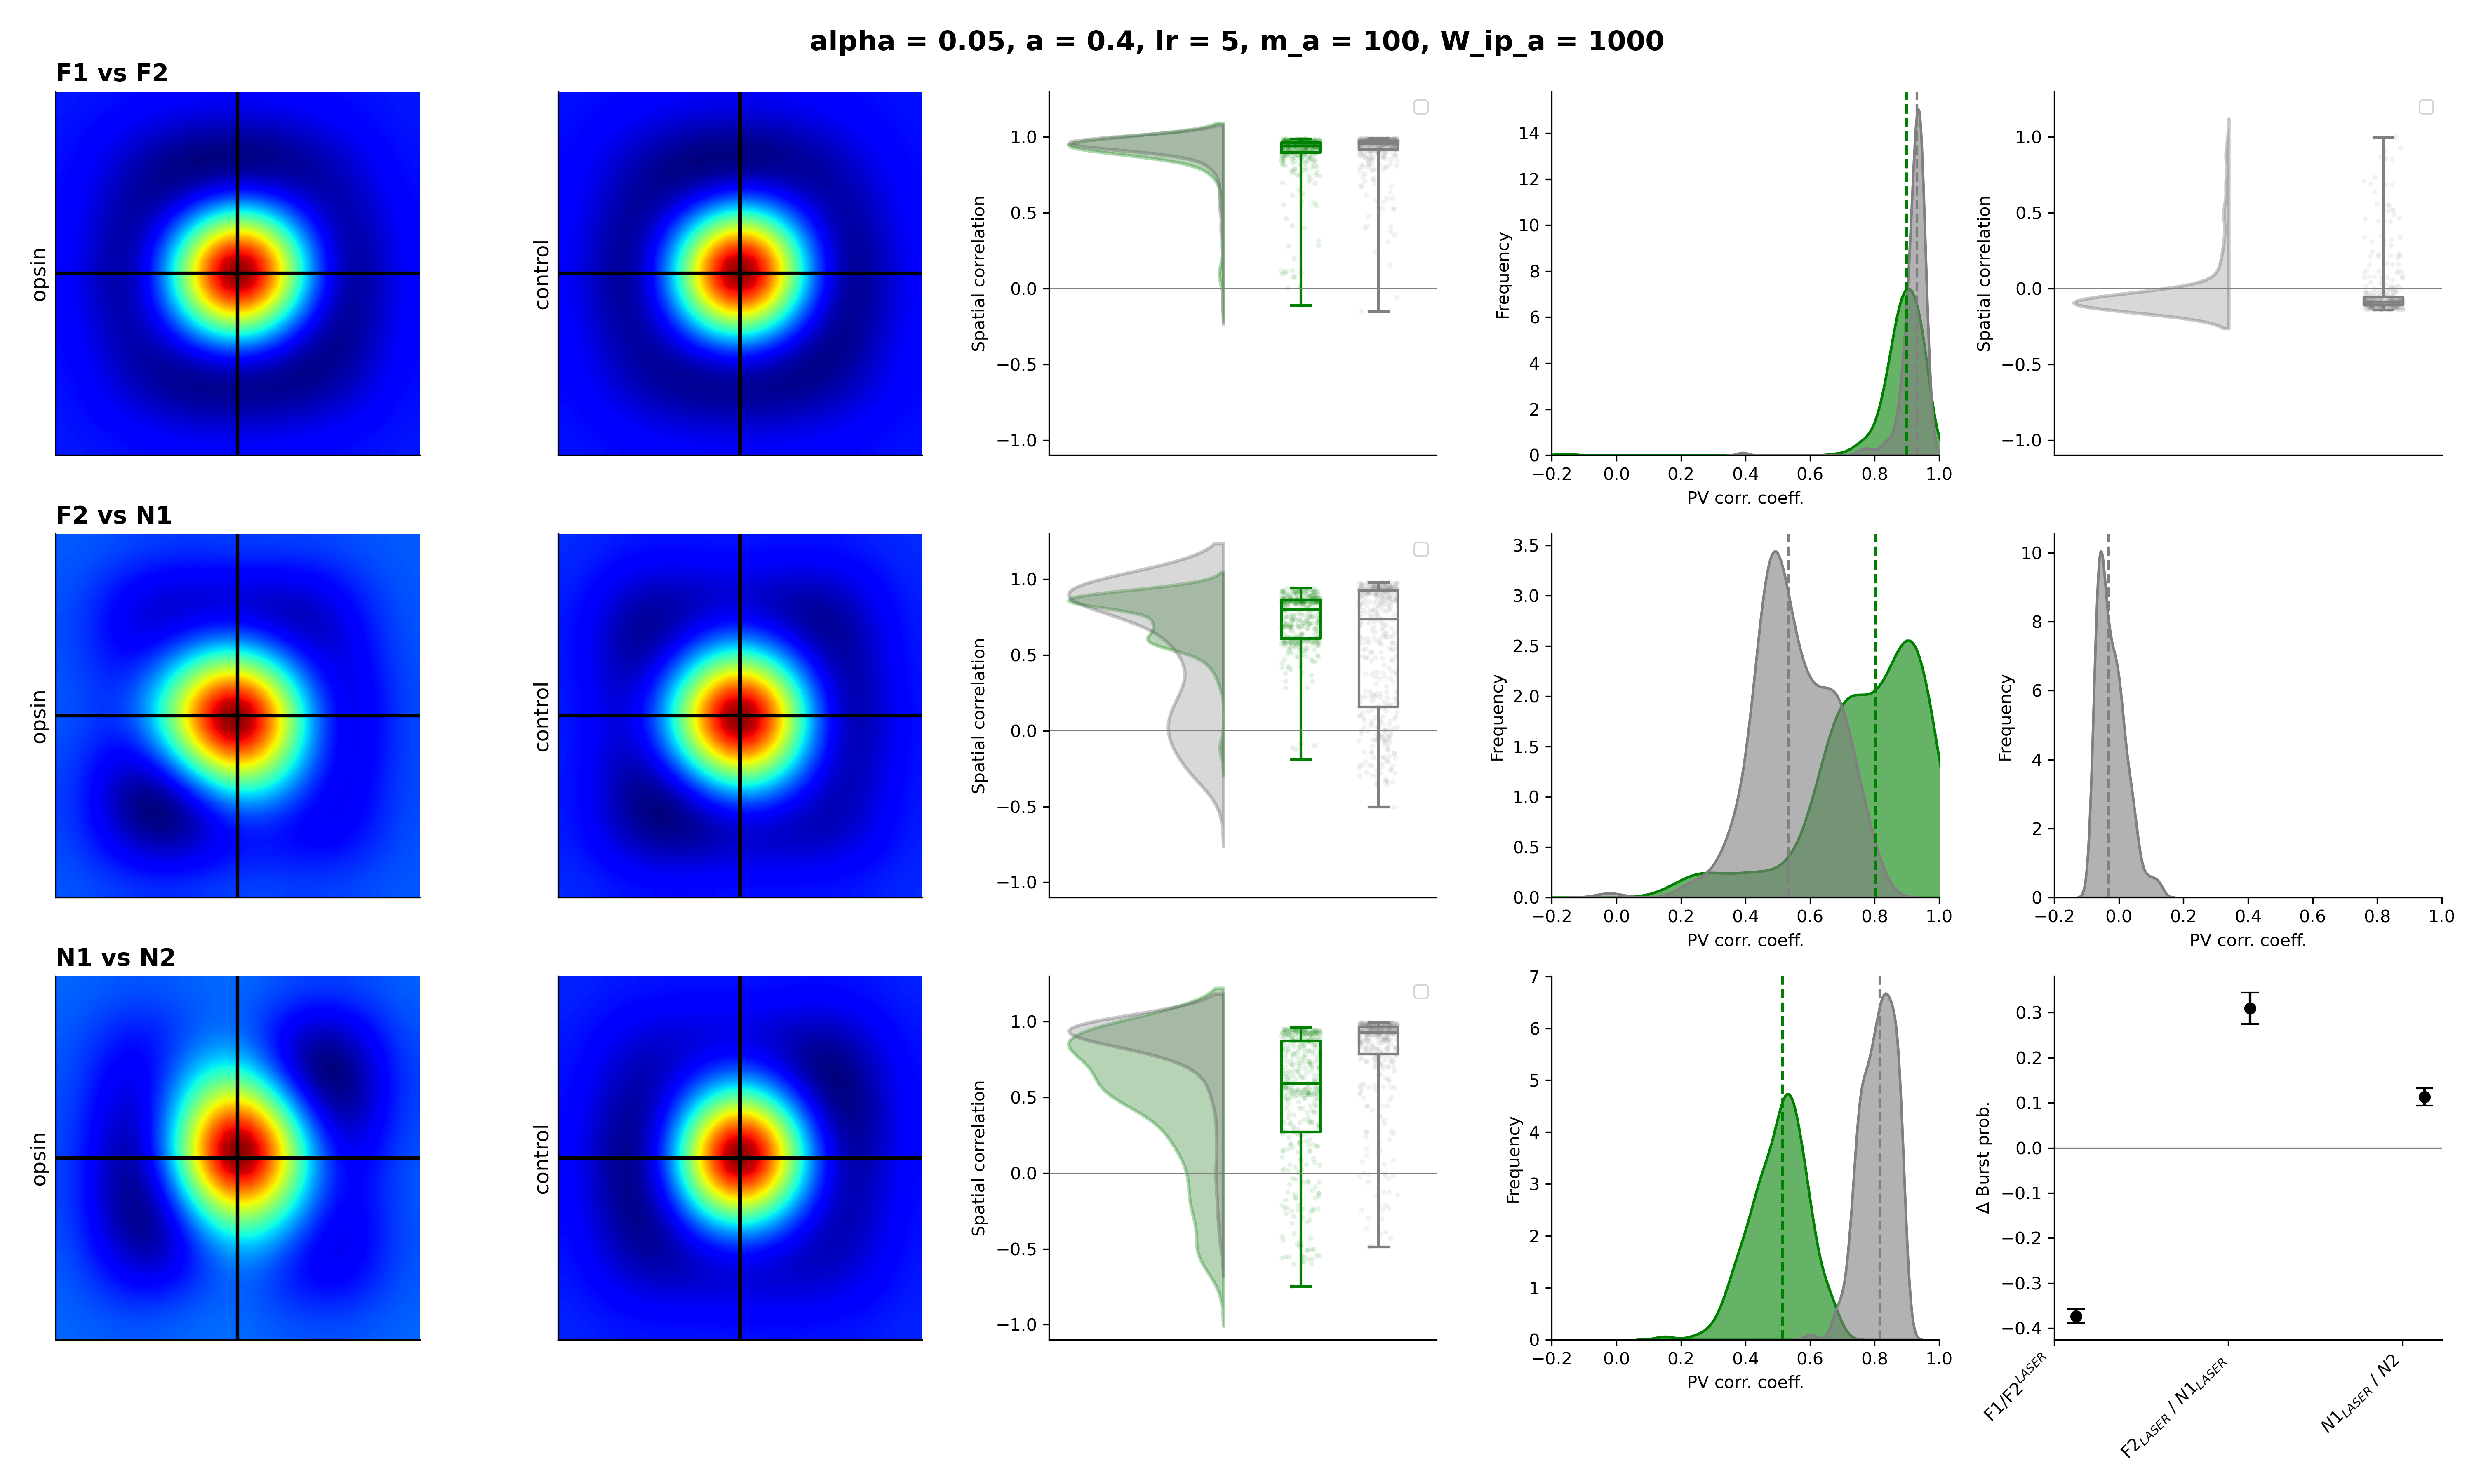 alpha = 0.05, a = 0.4, lr = 5, m_a = 100, W_ip_a = 1000
F1 vs F2
opsin
control
Spatial correlation
1.0
0.5
0.0
−0.5
−1.0
Frequency
14
12
10
8
6
4
2
0
−0.2 0.0 0.2 0.4 0.6 0.8 1.0
PV corr. coeff.
Spatial correlation
1.0
0.5
0.0
−0.5
−1.0
F2 vs N1
opsin
control
Spatial correlation
1.0
0.5
0.0
−0.5
−1.0
Frequency
3.5
3.0
2.5
2.0
1.5
1.0
0.5
0.0
−0.2 0.0 0.2 0.4 0.6 0.8 1.0
PV corr. coeff.
Frequency
10
8
6
4
2
0
−0.2 0.0 0.2 0.4 0.6 0.8 1.0
PV corr. coeff.
N1 vs N2
opsin
control
Spatial correlation
1.0
0.5
0.0
−0.5
−1.0
Frequency
7
6
5
4
3
2
1
0
−0.2 0.0 0.2 0.4 0.6 0.8 1.0
PV corr. coeff.
Δ Burst prob.
0.3
0.2
0.1
0.0
−0.1
−0.2
−0.3
−0.4
F1/F2^LASER
F2_LASER / N1_LASER
N1_LASER / N2